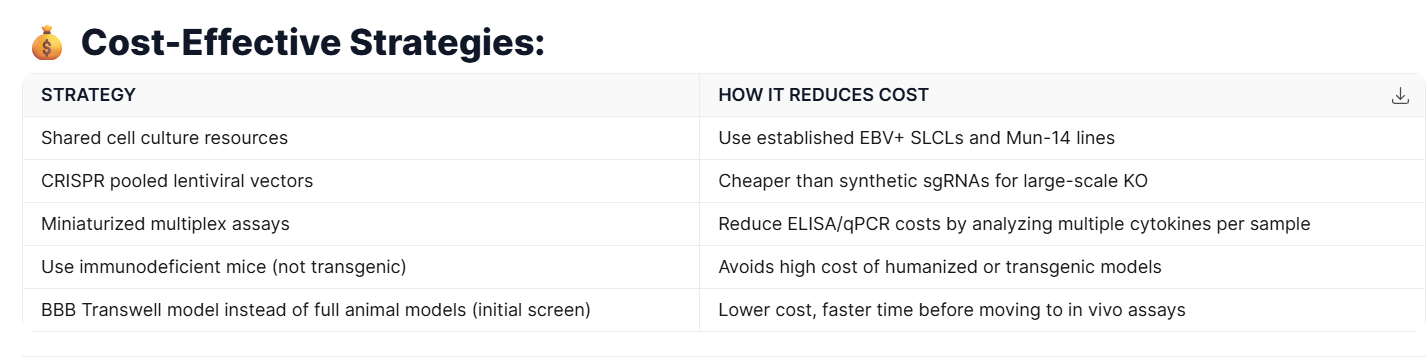 💰 Cost-Effective Strategies:
STRATEGY HOW IT REDUCES COST
Shared cell culture resources Use established EBV+ SLCLs and Mun-14 lines
CRISPR pooled lentiviral vectors Cheaper than synthetic sgRNAs for large-scale KO
Miniaturized multiplex assays Reduce ELISA/qPCR costs by analyzing multiple cytokines per sample
Use immunodeficient mice (not transgenic) Avoids high cost of humanized or transgenic models
BBB Transwell model instead of full animal models (initial screen) Lower cost, faster time before moving to in vivo assays